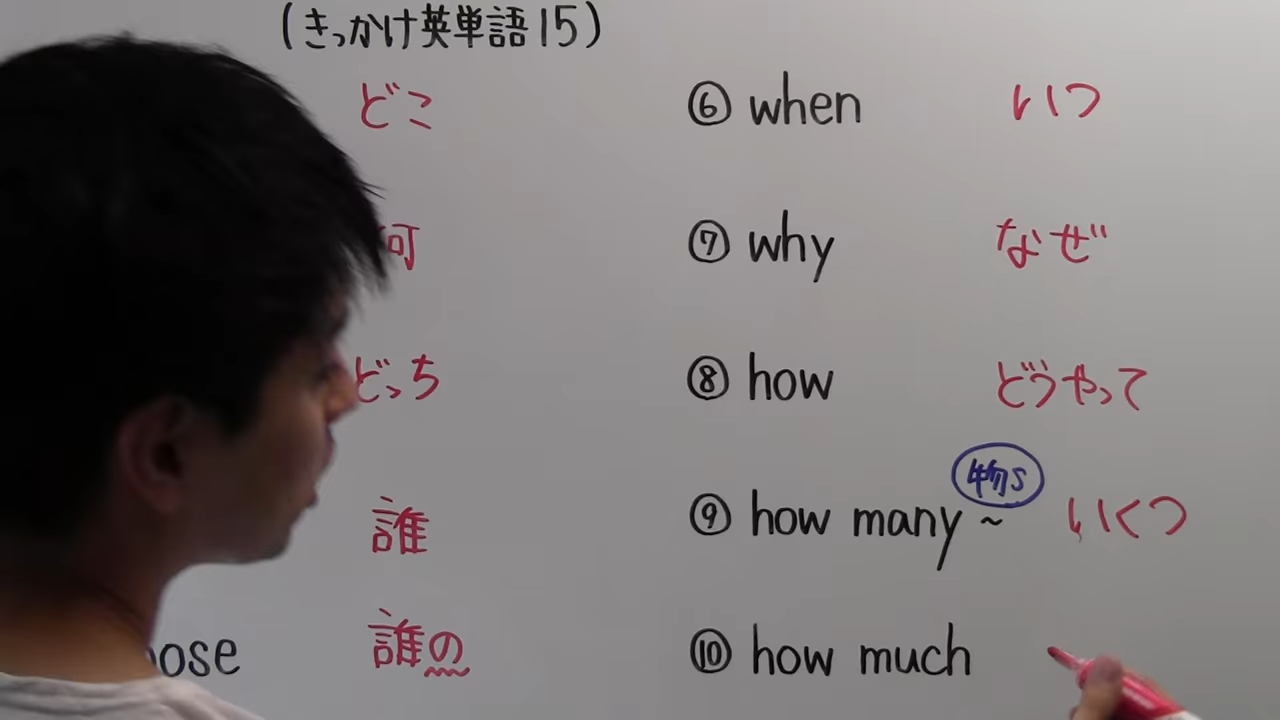 (きっかけ英単語15)
どこ
何
どっち
誰
ose 誰の
⑥ when いつ
⑦ why なぜ
⑧ how どうやって
物s
⑨ how many ~ いくつ
⑩ how much